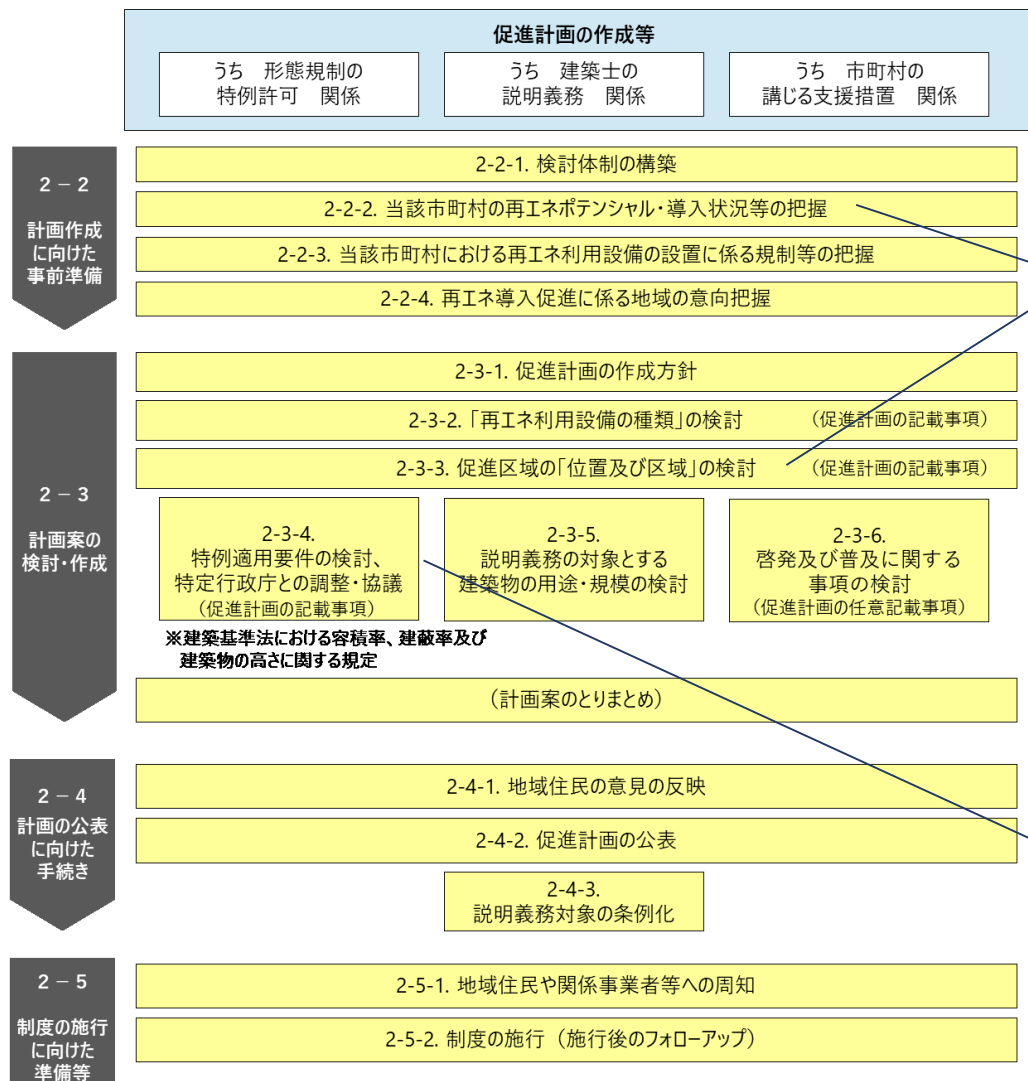 促進計画の作成等
うち　形態規制の
特例許可　関係
うち　建築士の
説明義務　関係
うち　市町村の
講じる支援措置　関係
２－２
計画作成
に向けた
事前準備
2-2-1. 検討体制の構築
2-2-2. 当該市町村の再エネポテンシャル・導入状況等の把握
2-2-3. 当該市町村における再エネ利用設備の設置に係る規制等の把握
2-2-4. 再エネ導入促進に係る地域の意向把握
２－３
計画案の
検討・作成
2-3-1. 促進計画の作成方針
2-3-2. 「再エネ利用設備の種類」の検討　（促進計画の記載事項）
2-3-3. 促進区域の「位置及び区域」の検討　（促進計画の記載事項）
2-3-4.
特例適用要件の検討、
特定行政庁との調整・協議
（促進計画の記載事項）
2-3-5.
説明義務の対象とする
建築物の用途・規模の検討
2-3-6.
啓発及び普及に関する
事項の検討
（促進計画の任意記載事項）
※建築基準法における容積率、建蔽率及び
建築物の高さに関する規定
（計画案のとりまとめ）
２－４
計画の公表
に向けた
手続き
2-4-1. 地域住民の意見の反映
2-4-2. 促進計画の公表
2-4-3.
説明義務対象の条例化
２－５
制度の施行
に向けた
準備等
2-5-1. 地域住民や関係事業者等への周知
2-5-2. 制度の施行（施行後のフォローアップ）